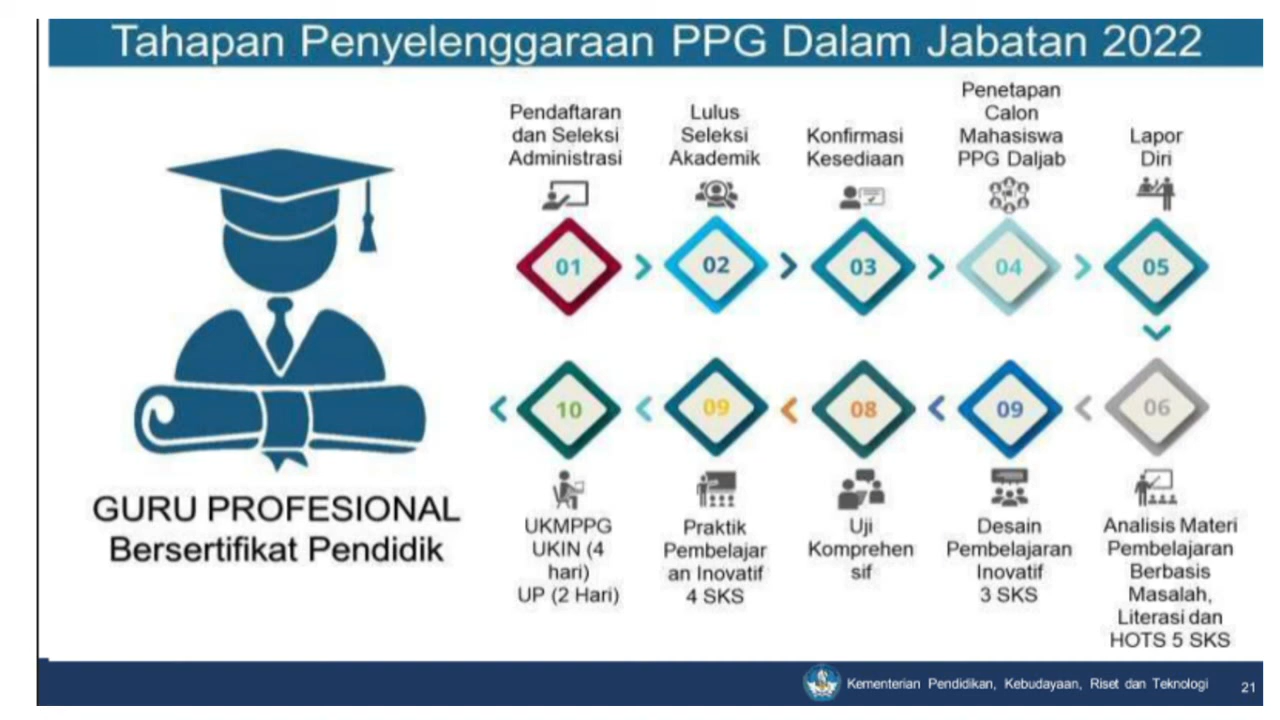 Tahapan Penyelenggaraan PPG Dalam Jabatan 2022
Pendaftaran
dan Seleksi
Administrasi
Lulus
Seleksi
Akademik
Konfirmasi
Kesediaan
Penetapan
Calon
Mahasiswa
PPG Daljab
Lapor
Diri
01
02
03
04
05
10
09
08
09
06
UKMPPG
UKIN (4
hari)
UP (2 Hari)
Praktik
Pembelajar
an Inovatif
4 SKS
Uji
Komprehen
sif
Desain
Pembelajaran
Inovatif
3 SKS
Analisis Materi
Pembelajaran
Berbasis
Masalah,
Literasi dan
HOTS 5 SKS
GURU PROFESIONAL
Bersertifikat Pendidik
Kementerian Pendidikan, Kebudayaan, Riset dan Teknologi
21